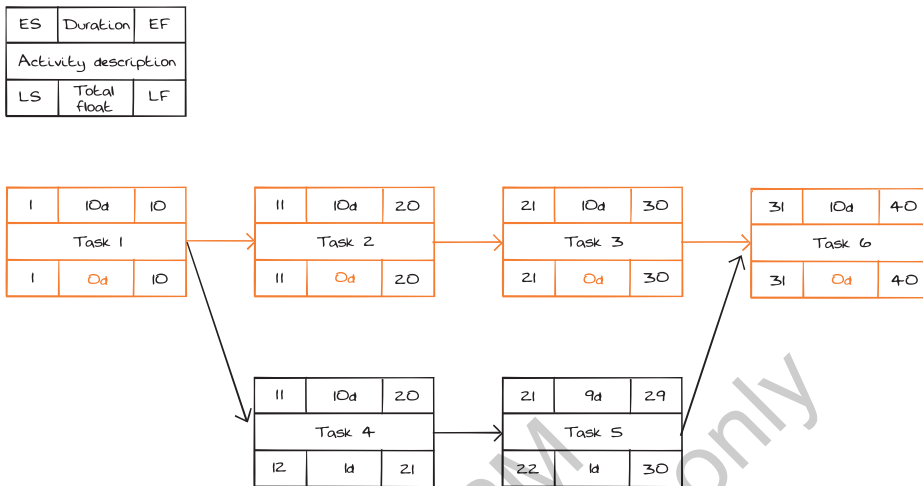 ES Duration EF
Activity description
LS Total float LF
1 10d 10
Task 1
1 0d 10
11 10d 20
Task 2
11 0d 20
21 10d 30
Task 3
21 0d 30
31 10d 40
Task 6
31 0d 40
11 10d 20
Task 4
12 1d 21
21 9d 29
Task 5
22 1d 30
only